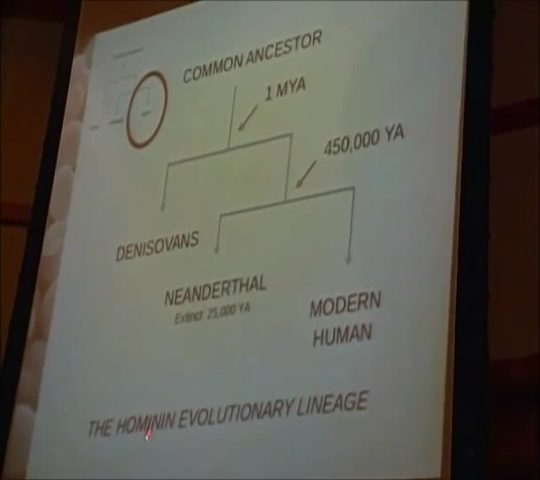 COMMON ANCESTOR
1 MYA
450,000 YA
DENISOVANS
NEANDERTHAL
Extinct: 25,000 YA
MODERN
HUMAN
THE HOMININ EVOLUTIONARY LINEAGE